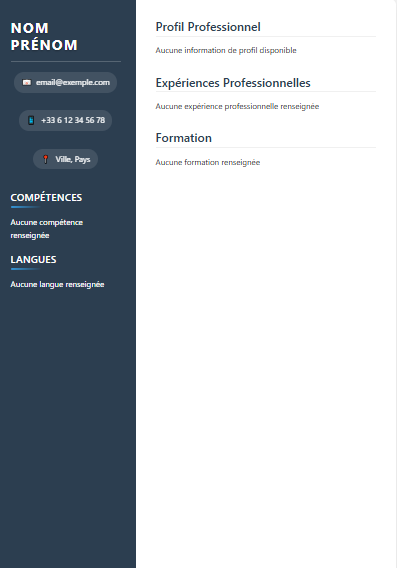 NOM
PRÉNOM
email@exemple.com
+33 6 12 34 56 78
Ville, Pays
COMPÉTENCES
Aucune compétence
renseignée
LANGUES
Aucune langue renseignée
Profil Professionnel
Aucune information de profil disponible
Expériences Professionnelles
Aucune expérience professionnelle renseignée
Formation
Aucune formation renseignée